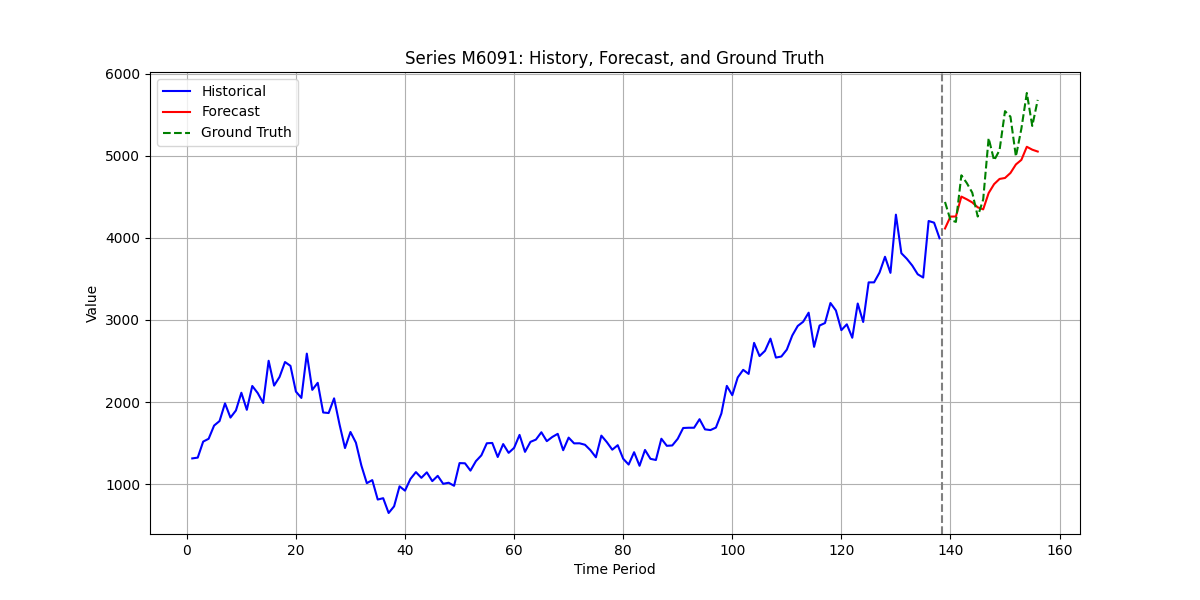 Series M6091: History, Forecast, and Ground Truth
Historical
Forecast
Ground Truth
6000
5000
4000
3000
2000
1000
Value
0 20 40 60 80 100 120 140 160
Time Period